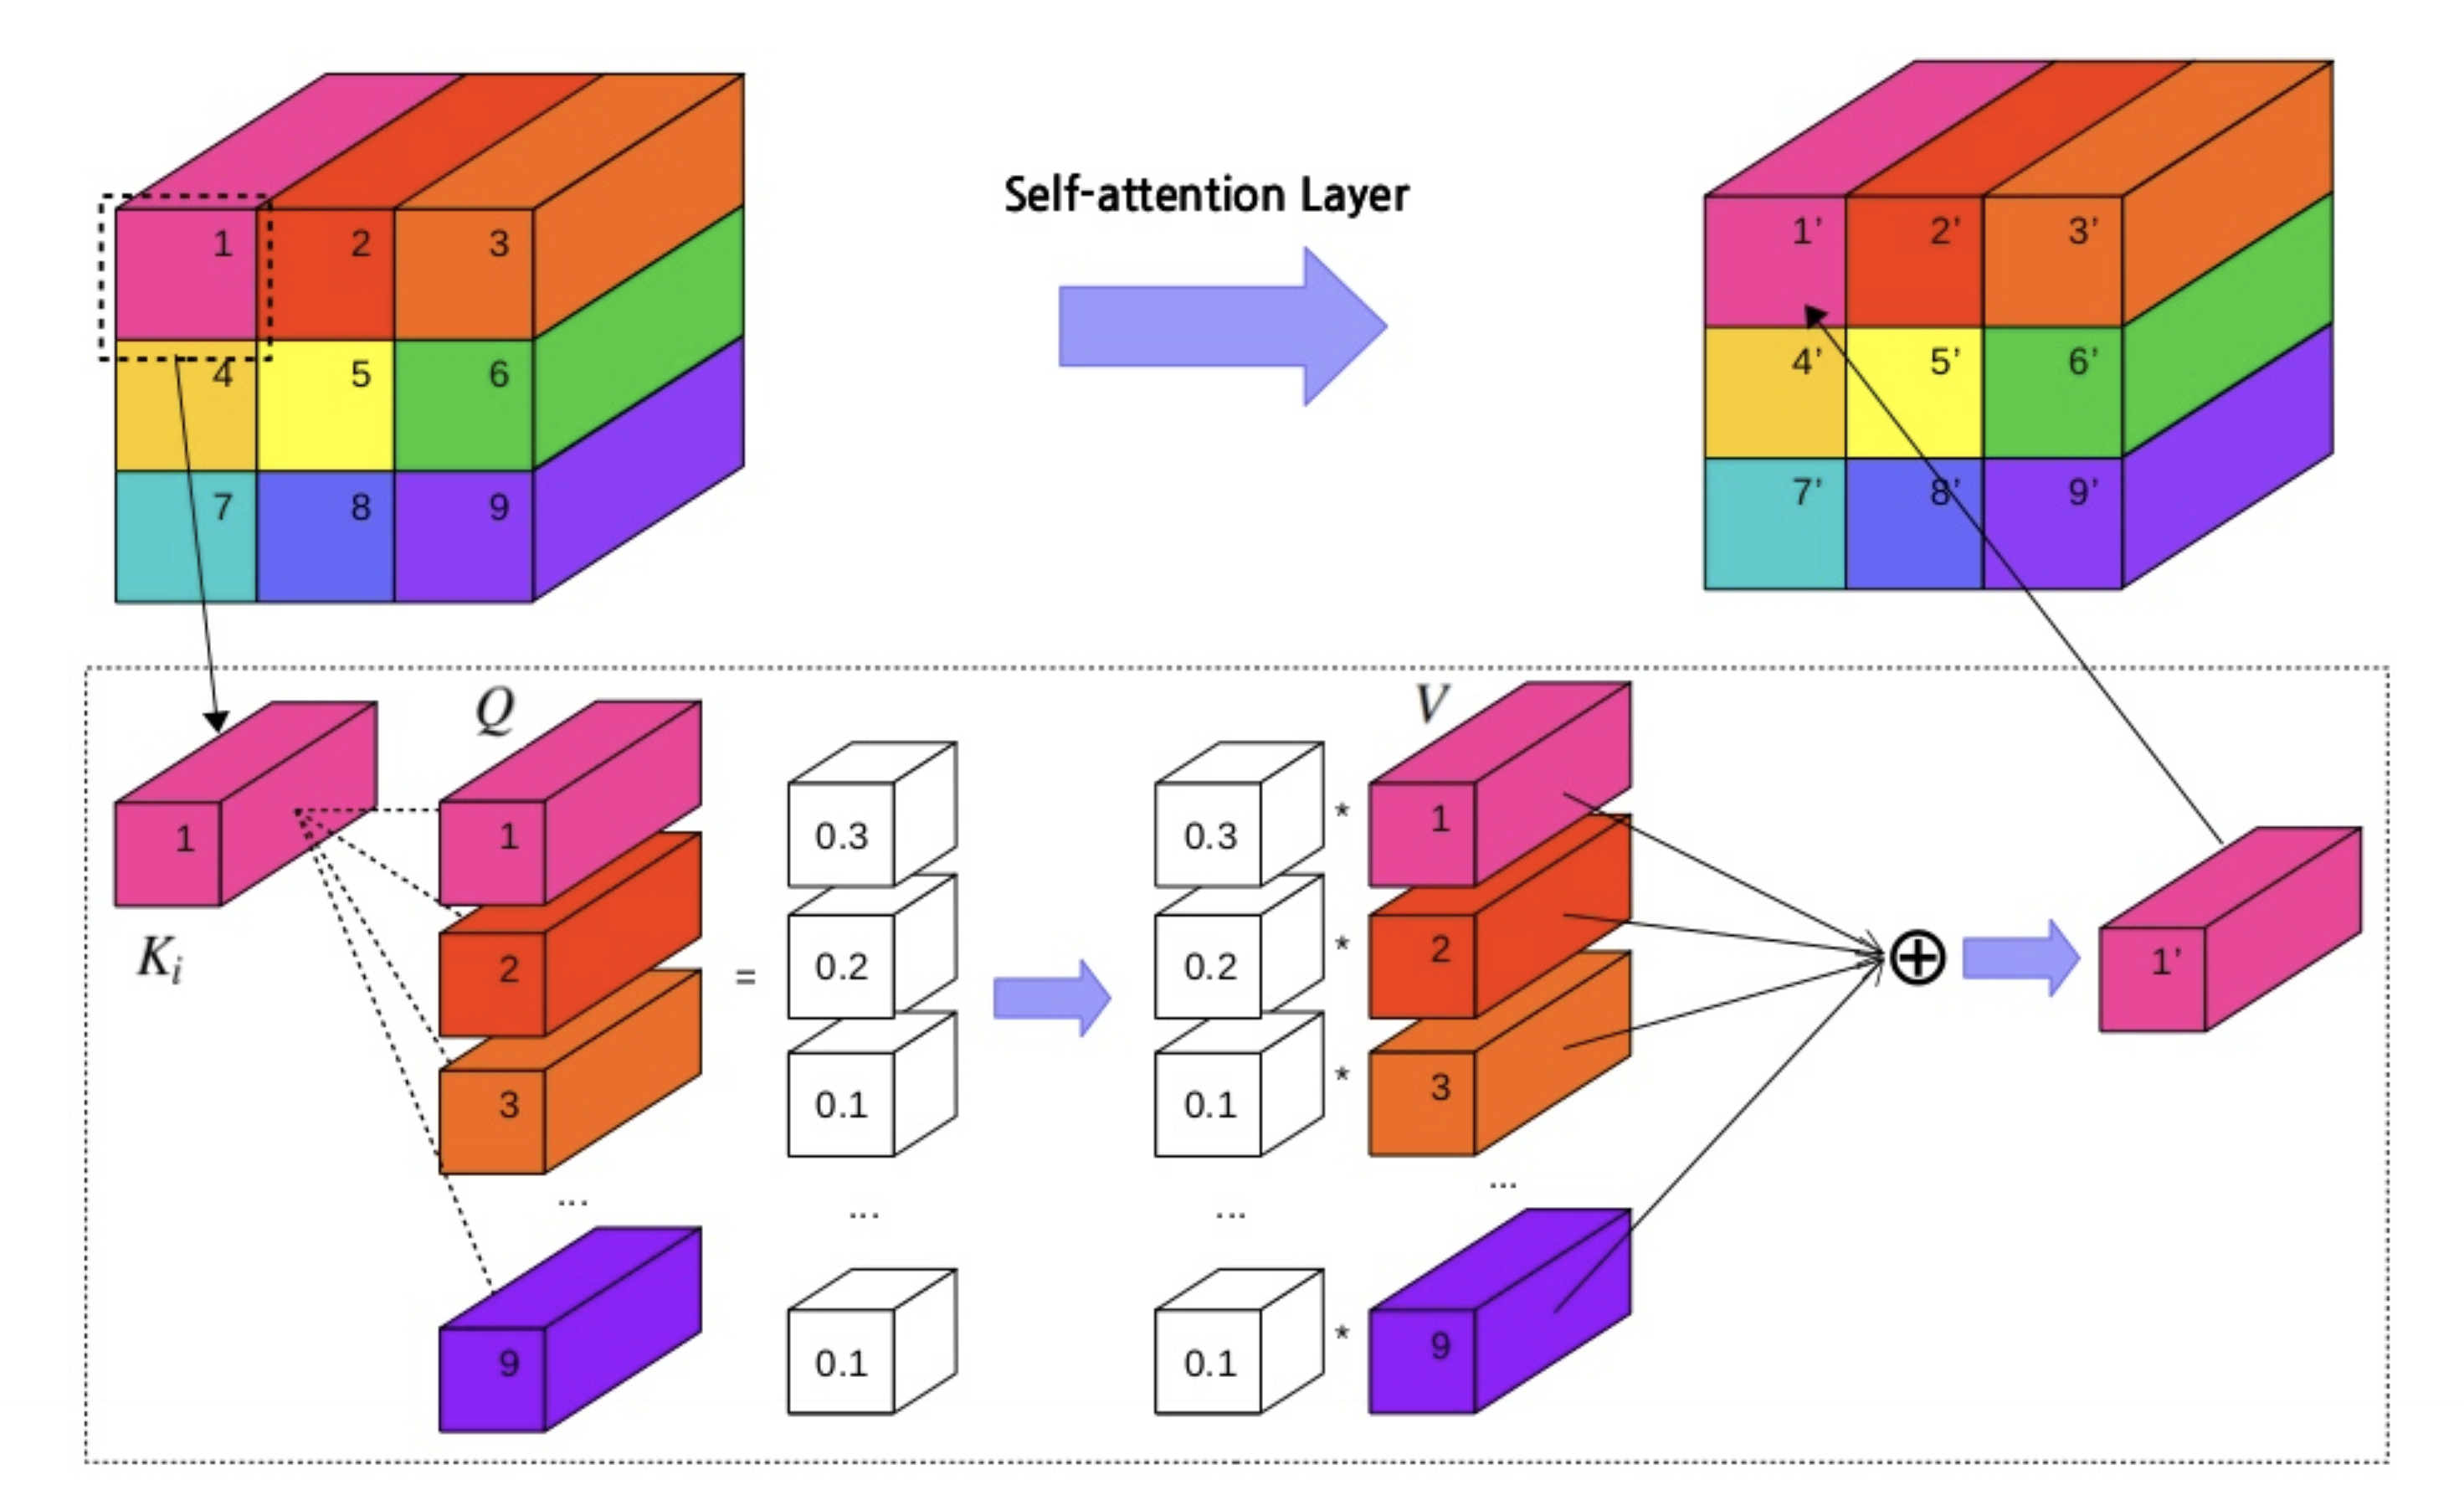 Self-attention Layer
1 2 3
4 5 6
7 8 9
1’ 2’ 3’
4’ 5’ 6’
7’ 8’ 9’
Q
V
1
1
0.3
0.3 * 1
K_i
2
=
0.2
0.2 * 2
1’
3
0.1
0.1 * 3
... ... ... ...
9
0.1
0.1 * 9